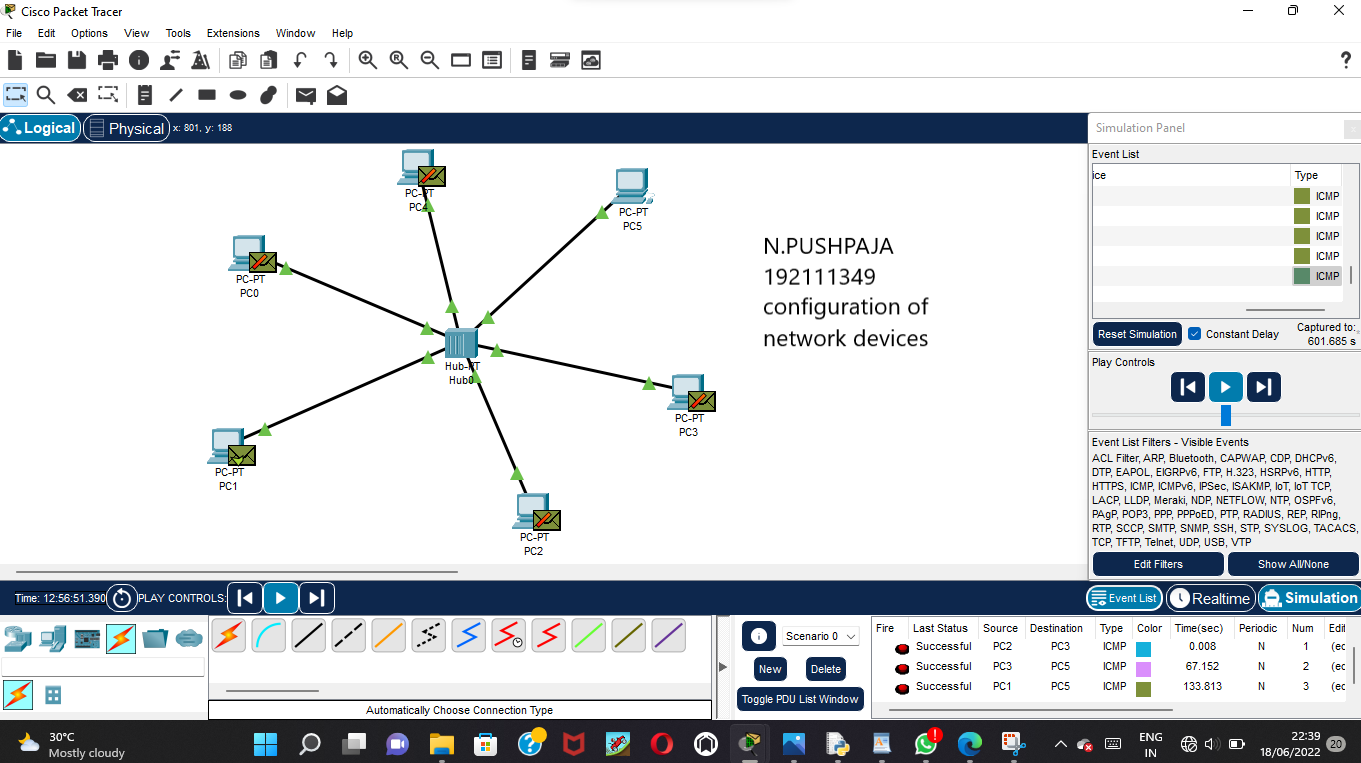 Cisco Packet Tracer
File Edit Options View Tools Extensions Window Help
?
Logical Physical x: 801, y: 188
Simulation Panel
Event List
ice Type
ICMP
ICMP
ICMP
ICMP
ICMP
Reset Simulation Constant Delay Captured to:
601.685 s
Play Controls
Event List Filters - Visible Events
ACL Filter, ARP, Bluetooth, CAPWAP, CDP, DHCPv6,
DTP, EAPOL, EIGRPv6, FTP, H.323, HSRPv6, HTTP,
HTTPS, ICMP, ICMPv6, IPSec, ISAKMP, IoT, IoT TCP,
LACP, LLDP, Meraki, NDP, NETFLOW, NTP, OSPFv6,
PAgP, POP3, PPP, PPPoED, PTP, RADIUS, REP, RIPng,
RTP, SCCP, SMTP, SNMP, SSH, STP, SYSLOG, TACACS,
TCP, TFTP, Telnet, UDP, USB, VTP
Edit Filters Show All/None
PC-PT
PC4
PC-PT
PC5
PC-PT
PC0
N.PUSHPAJA
192111349
configuration of
network devices
Hub-PT
Hub0
PC-PT
PC3
PC-PT
PC1
PC-PT
PC2
Time: 12:56:51.390 PLAY CONTROLS: Event List Realtime Simulation
Automatically Choose Connection Type
Scenario 0
New Delete
Toggle PDU List Window
Fire Last Status Source Destination Type Color Time(sec) Periodic Num Edit
Successful PC2 PC3 ICMP 0.008 N 1 (ec
Successful PC3 PC5 ICMP 67.152 N 2 (ec
Successful PC1 PC5 ICMP 133.813 N 3 (ec
30°C
Mostly cloudy
ENG
IN
22:39
18/06/2022
20